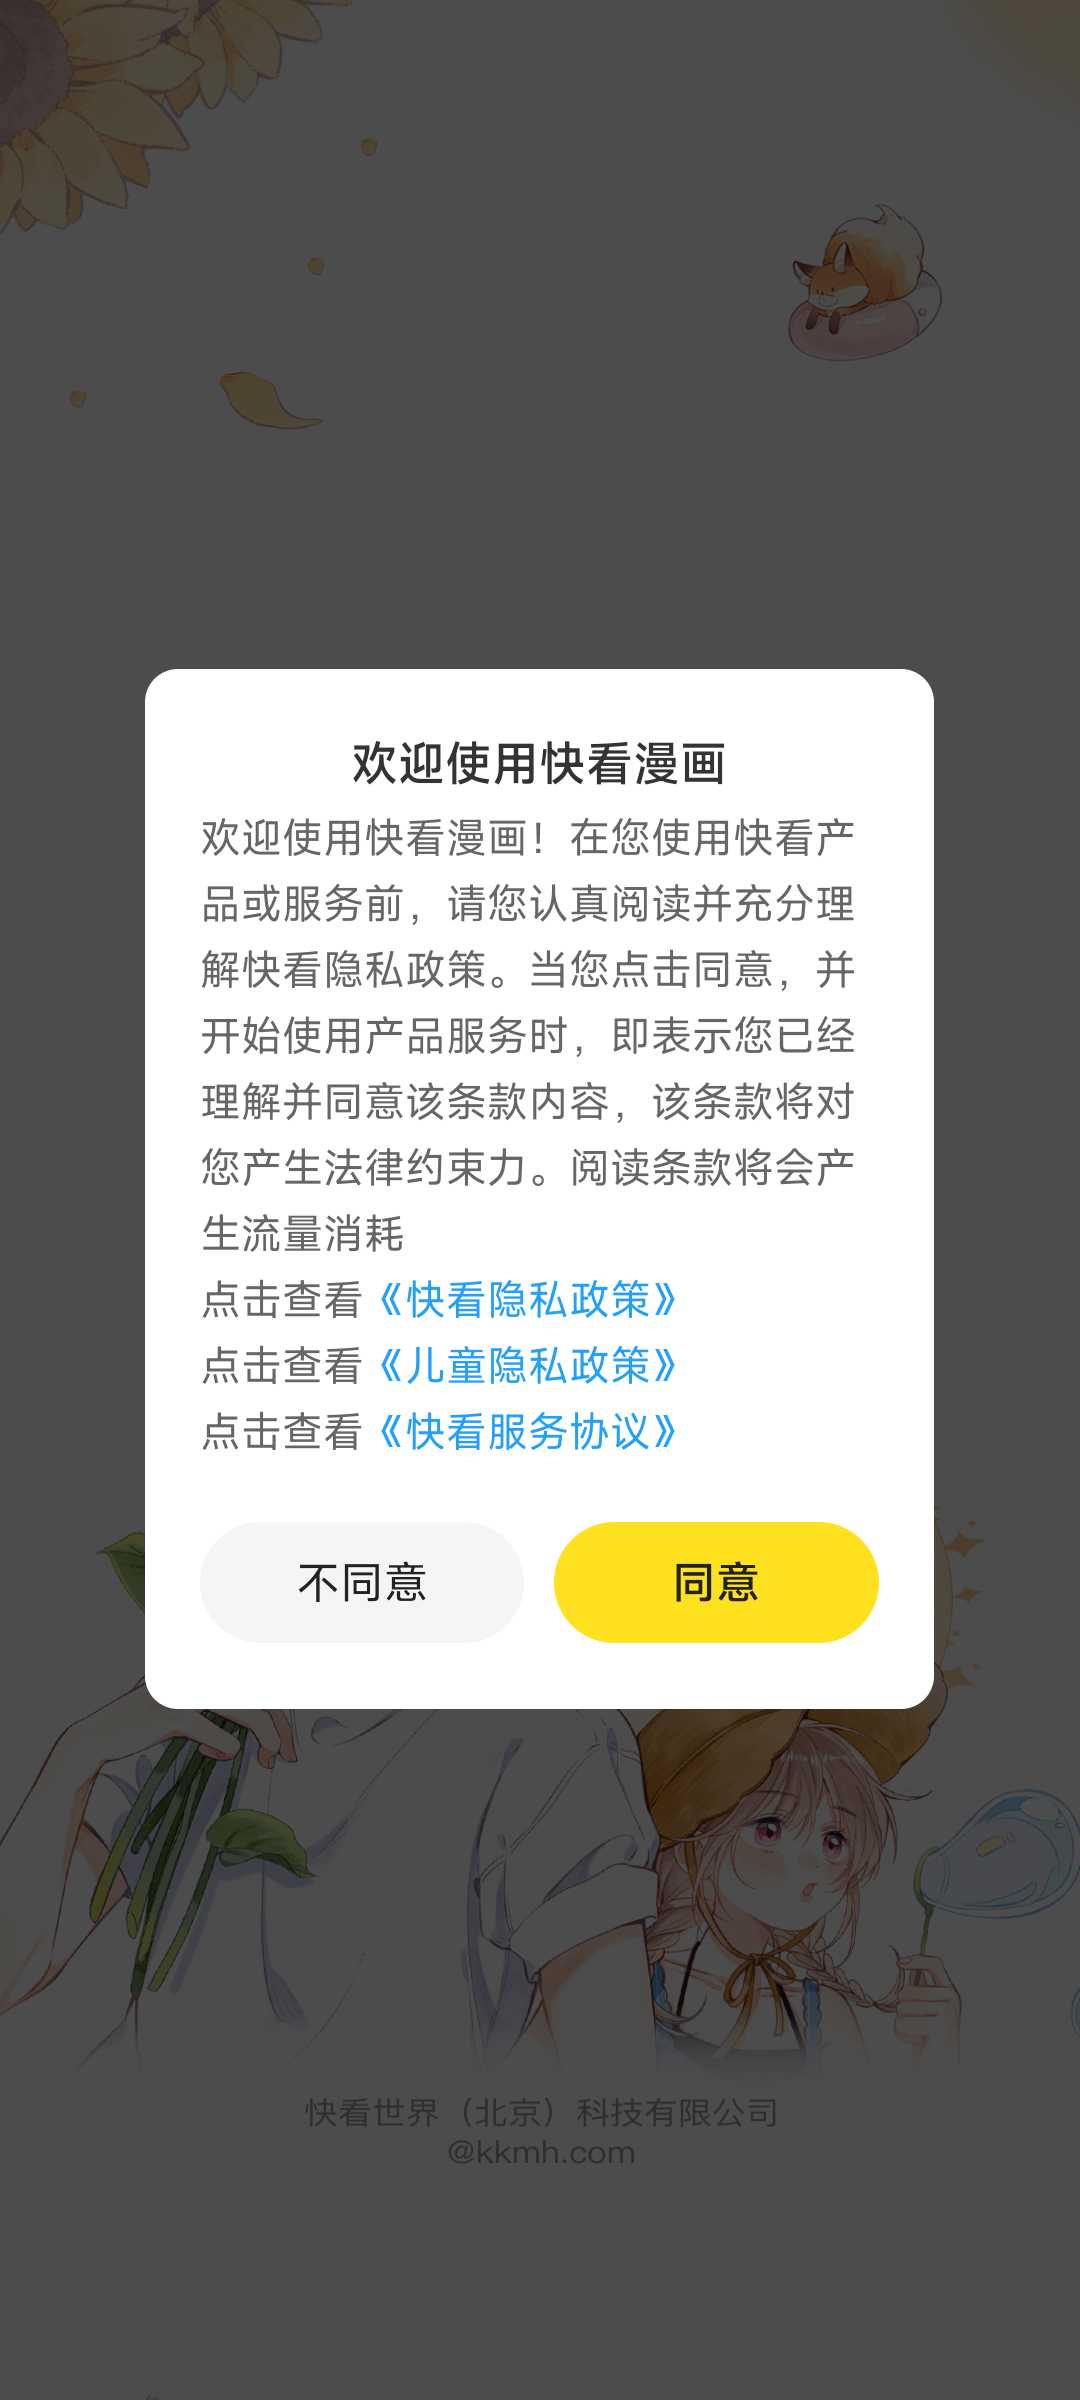 欢迎使用快看漫画
欢迎使用快看漫画！在您使用快看产
品或服务前，请您认真阅读并充分理
解快看隐私政策。当您点击同意，并
开始使用产品服务时，即表示您已经
理解并同意该条款内容，该条款将对
您产生法律约束力。阅读条款将会产
生流量消耗
点击查看《快看隐私政策》
点击查看《儿童隐私政策》
点击查看《快看服务协议》
不同意
同意
快看世界（北京）科技有限公司
@kkmh.com